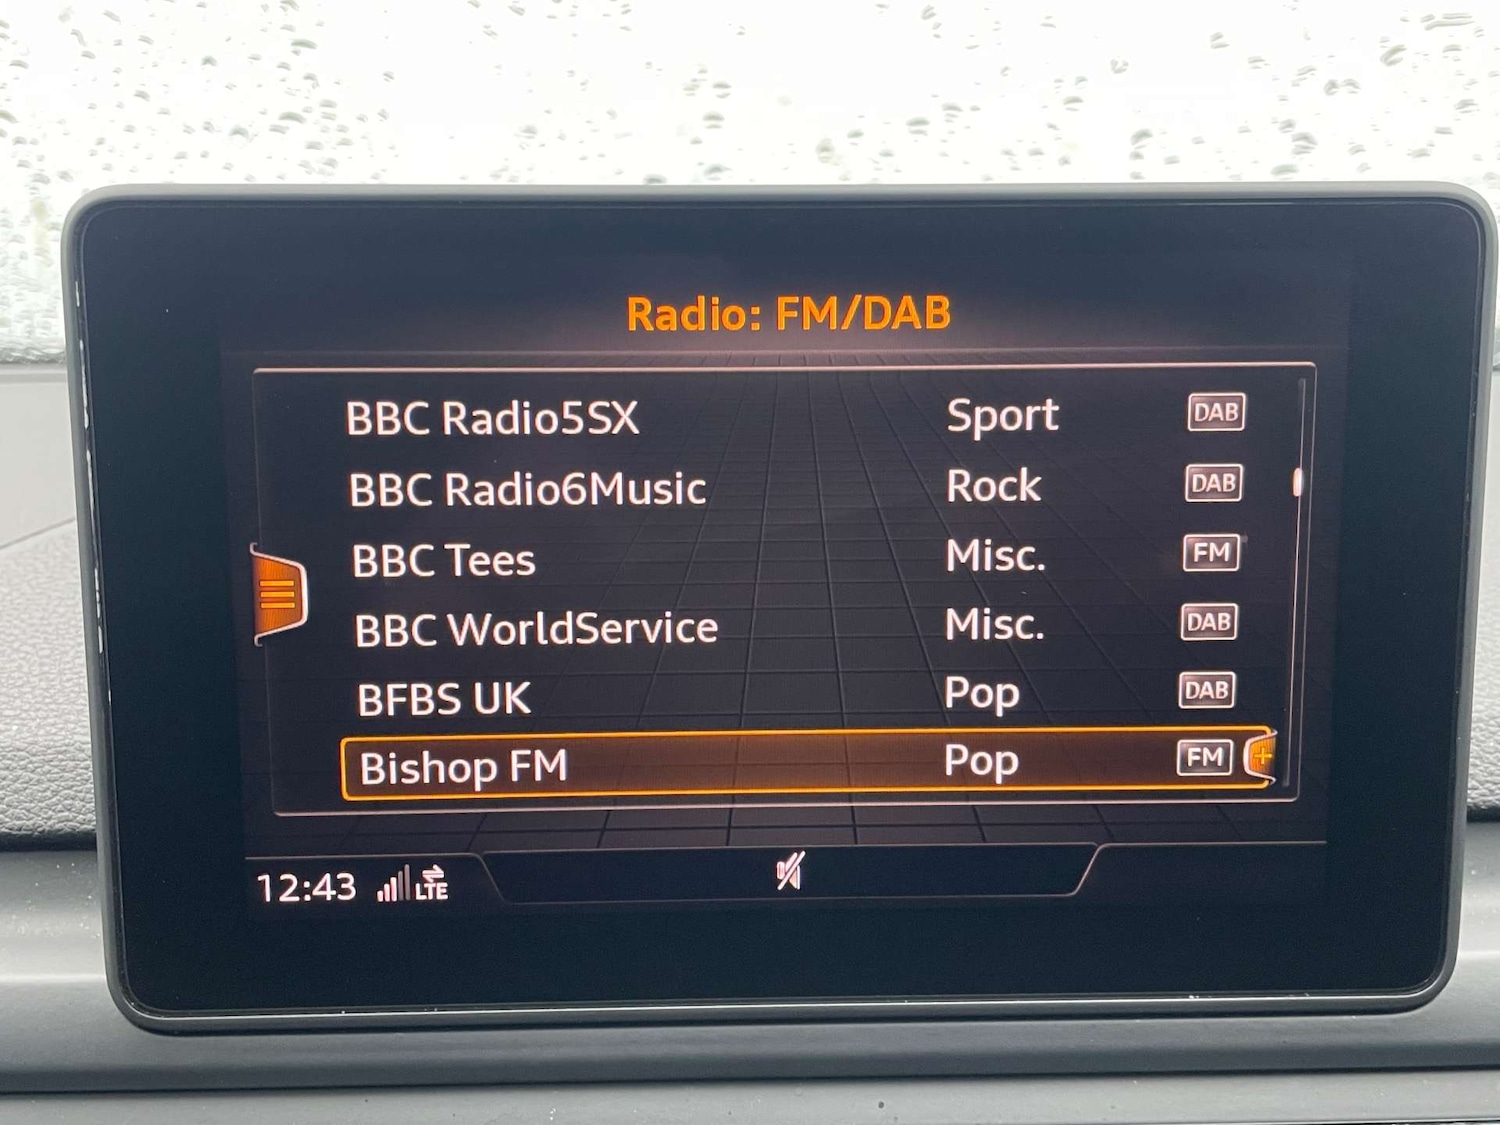 Radio: FM/DAB
BBC Radio5SX Sport DAB
BBC Radio6Music Rock DAB
BBC Tees Misc. FM
BBC WorldService Misc. DAB
BFBS UK Pop DAB
Bishop FM Pop FM
12:43 LTE